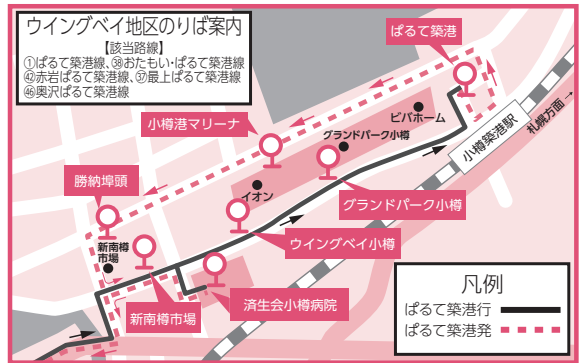 ウイングベイ地区のりば案内
【該当路線】
①ぱるて築港線、㊳おたもい・ぱるて築港線
㊷赤岩ぱるて築港線、㊲最上ぱるて築港線
㊻奥沢ぱるて築港線
ぱるて築港
ビバホーム
小樽港マリーナ
グランドパーク小樽
小樽築港駅
札幌方面→
勝納埠頭
イオン
グランドパーク小樽
新南樽
市場
ウイングベイ小樽
新南樽市場
済生会小樽病院
凡例
ぱるて築港行
ぱるて築港発